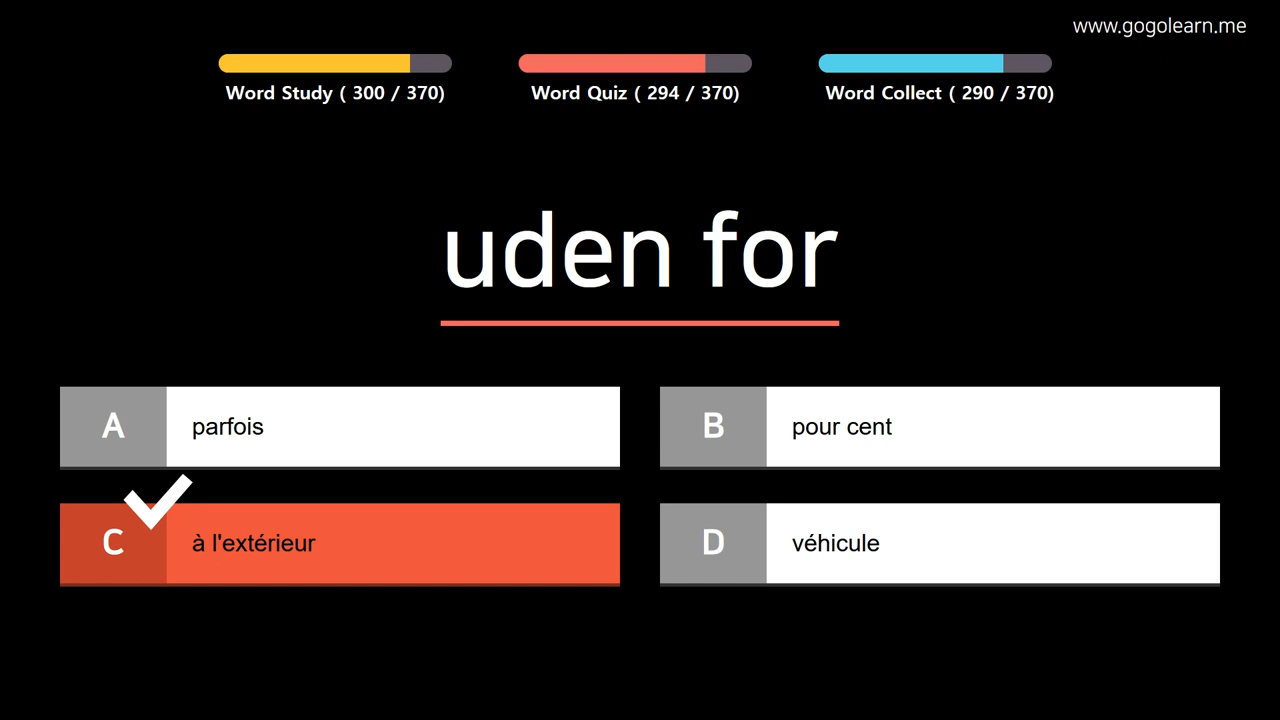 www.gogolearn.me
Word Study ( 300 / 370)
Word Quiz ( 294 / 370)
Word Collect ( 290 / 370)
uden for
A parfois
B pour cent
C à l'extérieur
D véhicule